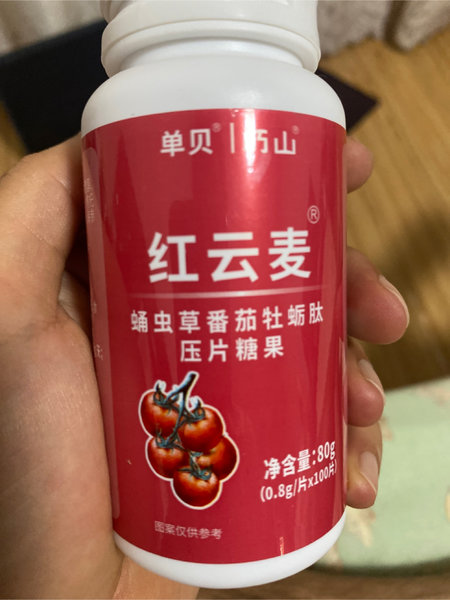 单贝®|巧山®
红云麦®
蛹虫草番茄牡蛎肽
压片糖果
净含量:80g
(0.8g/片x100片)
图案仅供参考